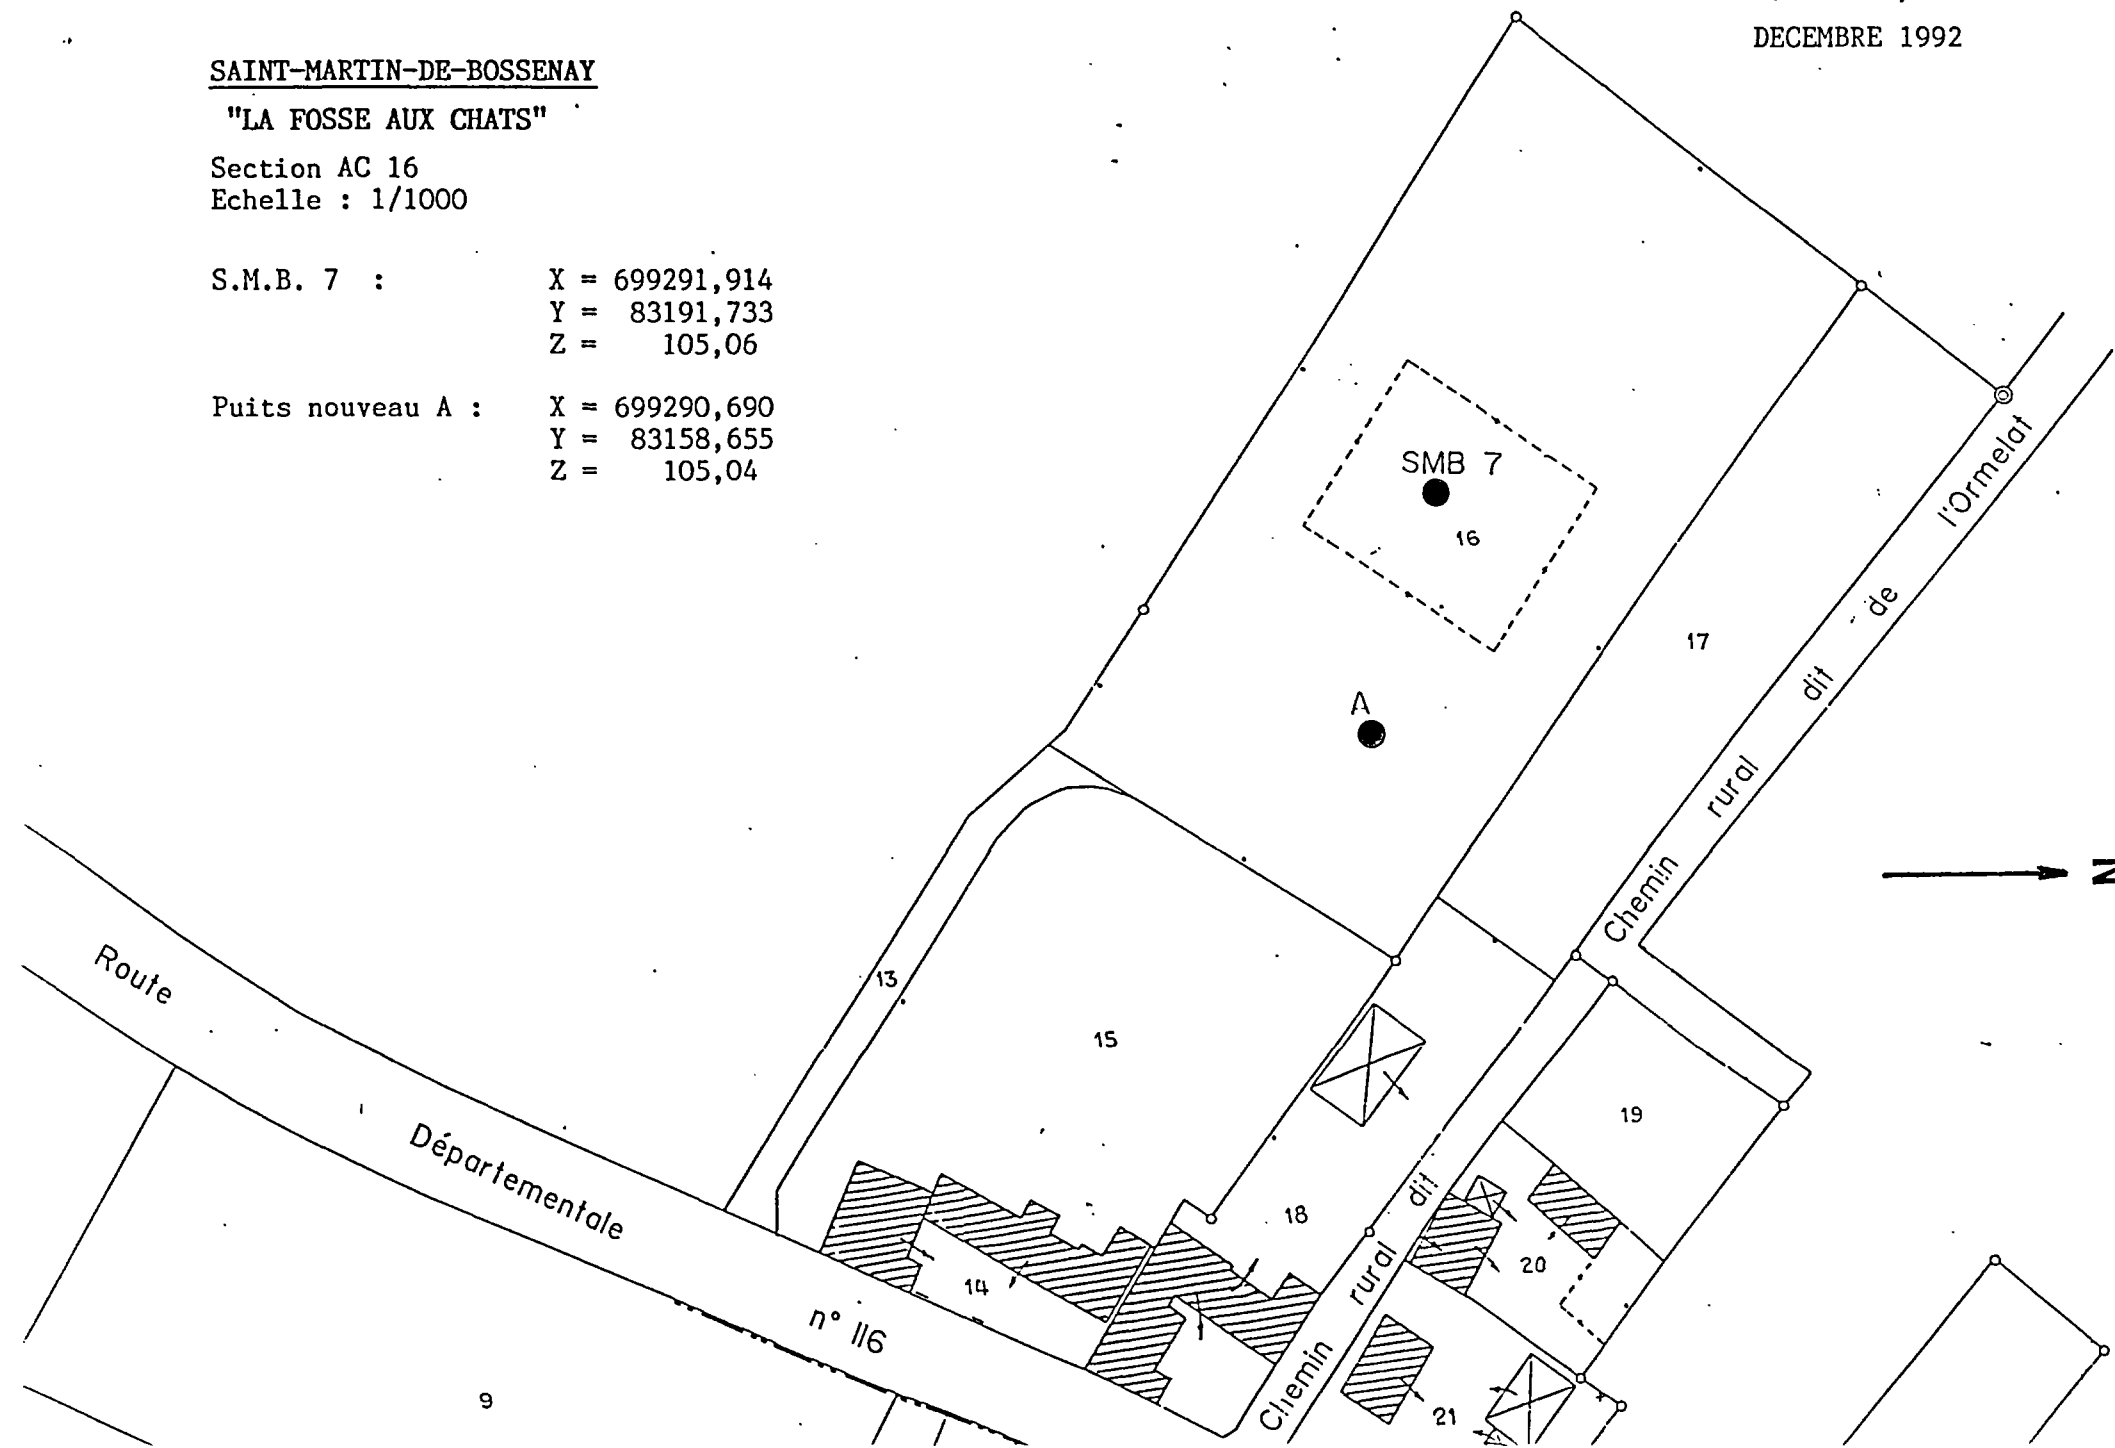 DECEMBRE 1992
SAINT-MARTIN-DE-BOSSENAY
"LA FOSSE AUX CHATS"
Section AC 16
Echelle : 1/1000
S.M.B. 7 : X = 699291,914
Y = 83191,733
Z = 105,06
Puits nouveau A : X = 699290,690
Y = 83158,655
Z = 105,04
SMB 7
16
A
17
Chemin rural dit de l'Ormelat
N
13
15
Route Départementale n° 116
14
18
19
20
Chemin rural dit
21
9